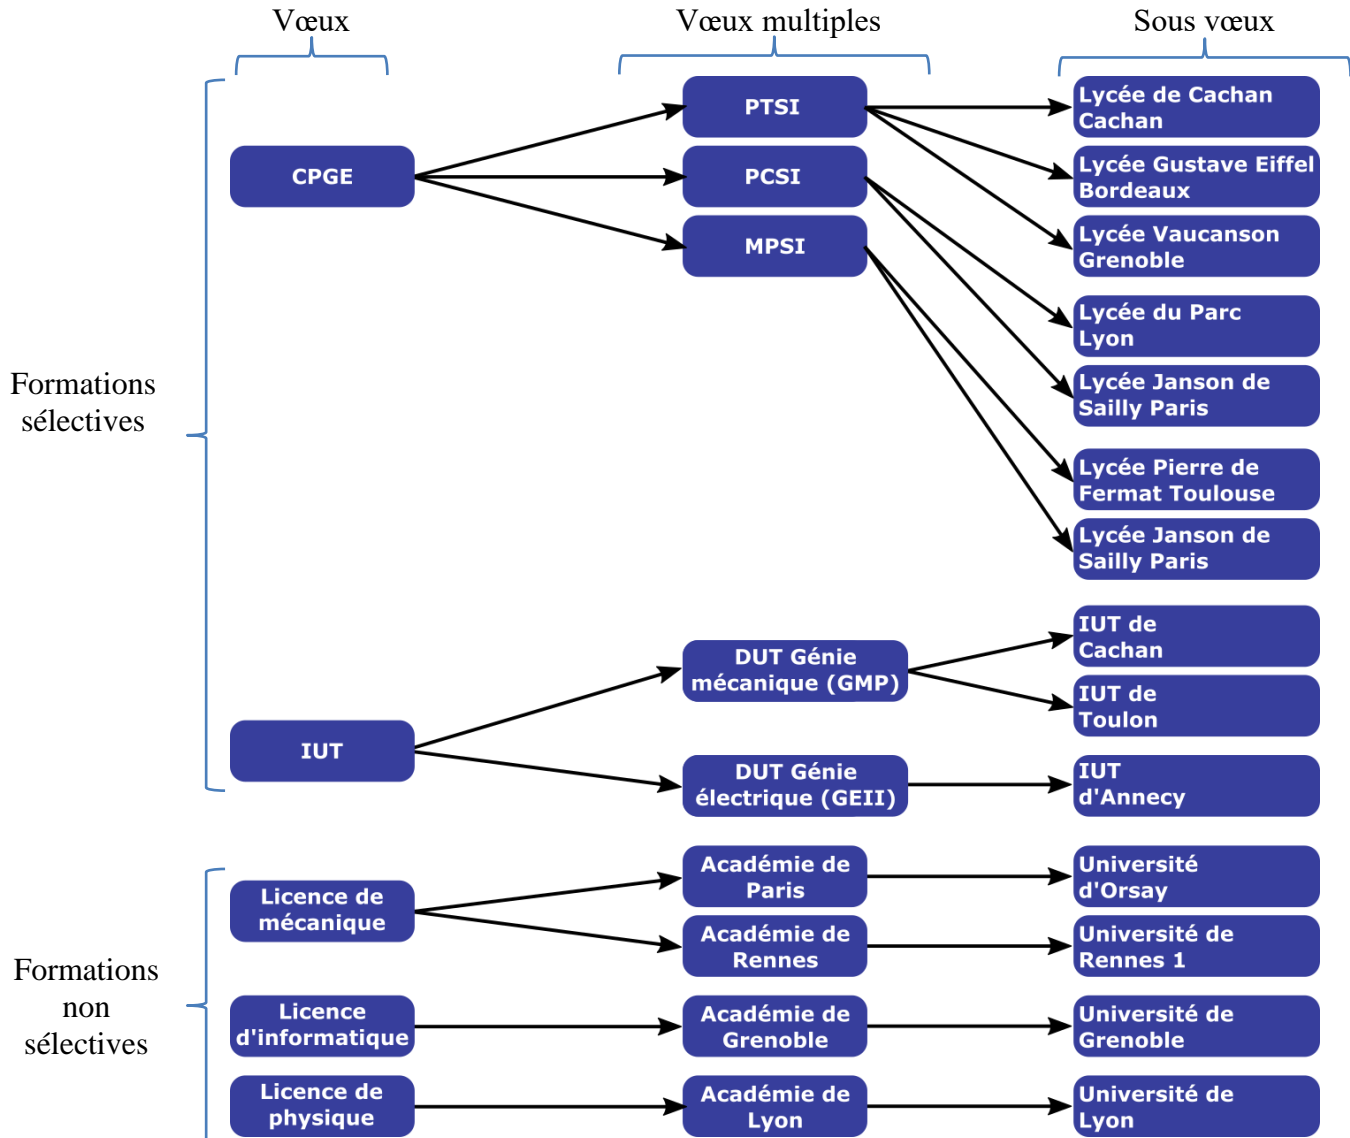 Vœux
Vœux multiples
Sous vœux
Formations
sélectives
CPGE
PTSI
PCSI
MPSI
Lycée de Cachan
Cachan
Lycée Gustave Eiffel
Bordeaux
Lycée Vaucanson
Grenoble
Lycée du Parc
Lyon
Lycée Janson de
Sailly Paris
Lycée Pierre de
Fermat Toulouse
Lycée Janson de
Sailly Paris
IUT
DUT Génie
mécanique (GMP)
IUT de
Cachan
IUT de
Toulon
DUT Génie
électrique (GEII)
IUT
d'Annecy
Formations
non
sélectives
Licence de
mécanique
Académie de
Paris
Université
d'Orsay
Académie de
Rennes
Université de
Rennes 1
Licence
d'informatique
Académie de
Grenoble
Université de
Grenoble
Licence de
physique
Académie de
Lyon
Université de
Lyon